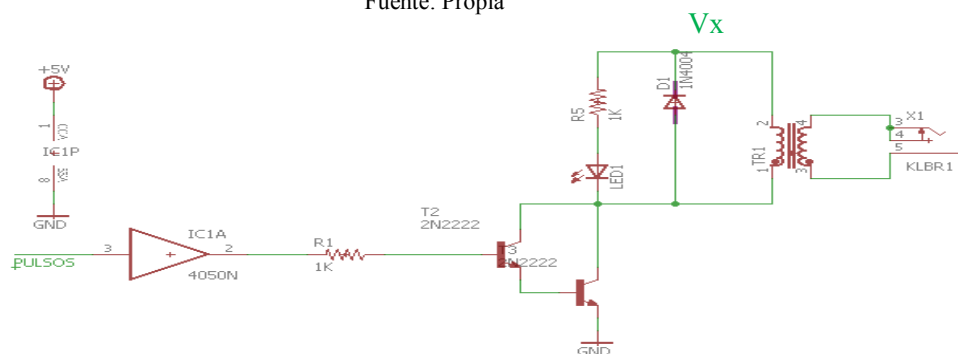 Fuente: Propia
Vx
+5V
1
VDD
IC1P
VSS
8
GND
PULSOS
3
IC1A
2
4050N
R1
1K
T2
2N2222
T3
2N2222
GND
R5
1K
LED1
D1
1N4004
2
1
TR1
4
3
X1
3
4
5
KLBR1